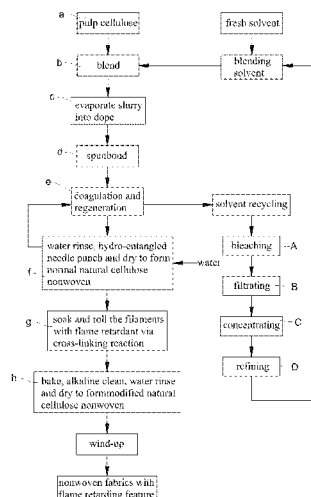 a
pulp cellulose
fresh solvent
b
blend
blending
solvent
c
evaporate slurry
into dope
d
spunbond
e
coagulation and
regeneration
solvent recycling
water rinse, hydro-entangled
needle punch and dry to form
normal natural cellulose
nonwoven
f
water
bleaching
A
filtrating
B
g
soak and roll the filaments
with flame retardant via
cross-linking reaction
concentrating
C
refining
D
h
bake, alkaline clean, water rinse
and dry to formmodified natural
cellulose nonwoven
wind-up
nonwoven fabrics with
flame retarding feature